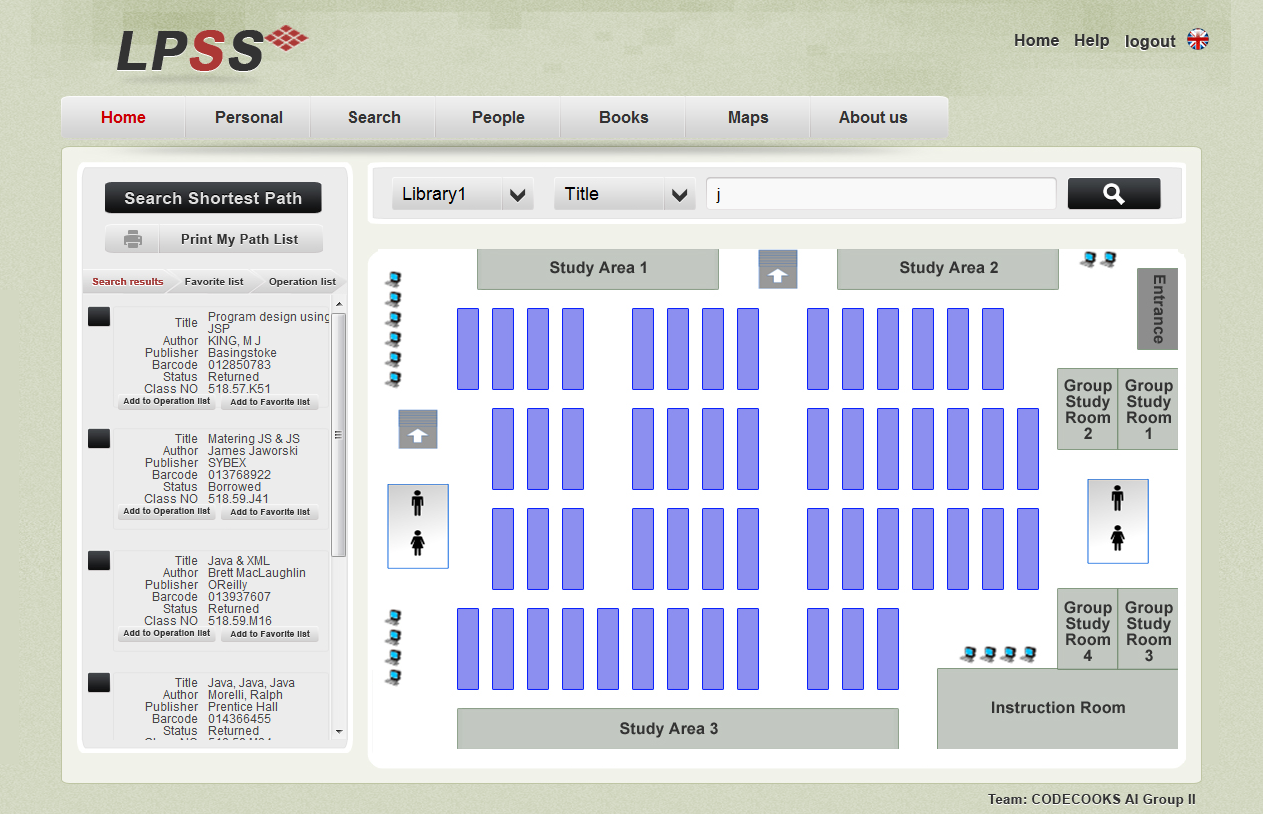 LPSS
Home Help logout
Home Personal Search People Books Maps About us
Search Shortest Path
Print My Path List
Search results Favorite list Operation list
Title Program design using
JSP
Author KING, M J
Publisher Basingstoke
Barcode 012850783
Status Returned
Class NO 518.57.K51
Add to Operation list Add to Favorite list
Title Matering JS & JS
Author James Jaworski
Publisher SYBEX
Barcode 013768922
Status Borrowed
Class NO 518.59.J41
Add to Operation list Add to Favorite list
Title Java & XML
Author Brett MacLaughlin
Publisher OReilly
Barcode 013937607
Status Returned
Class NO 518.59.M16
Add to Operation list Add to Favorite list
Title Java, Java, Java
Author Morelli, Ralph
Publisher Prentice Hall
Barcode 014366455
Status Returned
Library1 Title j
Study Area 1
Study Area 2
Entrance
Group
Study
Room
2
Group
Study
Room
1
Group
Study
Room
4
Group
Study
Room
3
Instruction Room
Study Area 3
Team: CODECOOKS AI Group II